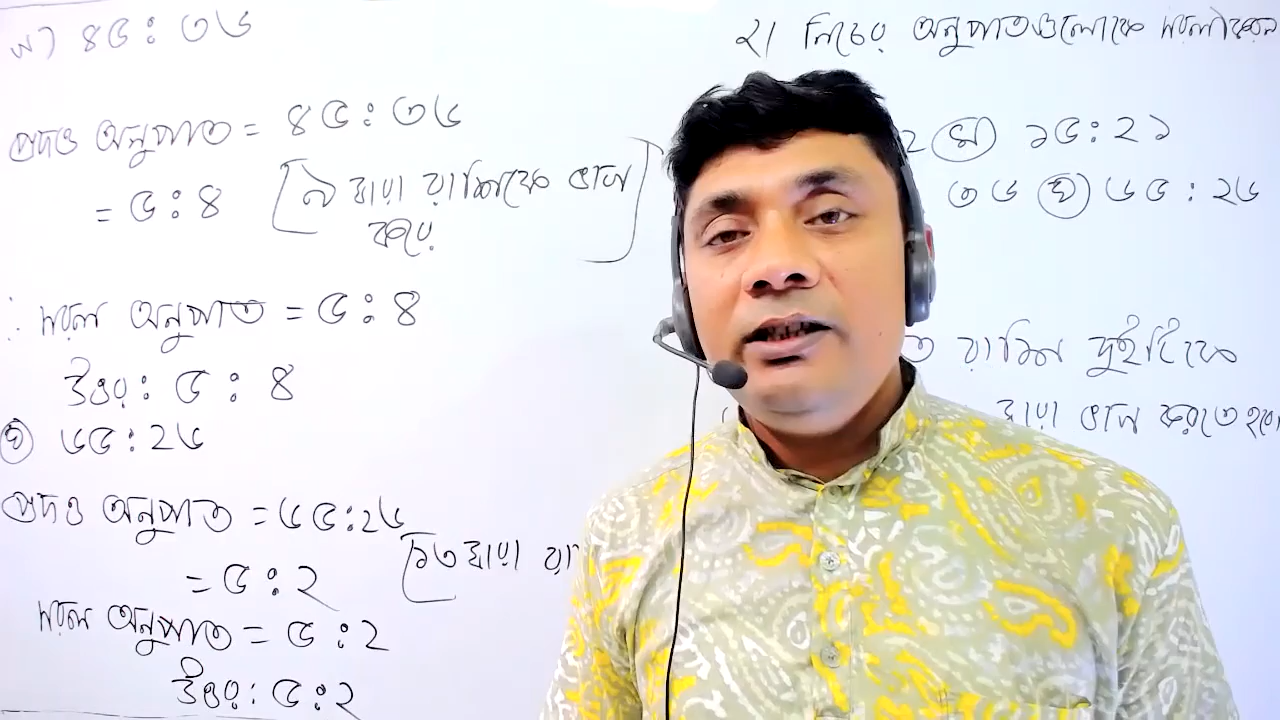 গ) ৪৫ : ৩৬
প্রদত্ত অনুপাত = ৪৫ : ৩৬
= ৫ : ৪ [৯ দ্বারা রাশিকে ভাগ
করে]
∴ সরল অনুপাত = ৫ : ৪
উত্তর : ৫ : ৪
ঘ ৬৫ : ২৬
প্রদত্ত অনুপাত = ৬৫ : ২৬
= ৫ : ২ [১৩ দ্বারা
সরল অনুপাত = ৫ : ২
উত্তর : ৫ : ২
২। নিচের অনুপাতগুলোকে সরলীকরণ
২ খ ১৫ : ২১
৩৬ ঘ ৬৫ : ২৬
রাশি দুইটিকে
দ্বারা ভাগ করতে হবে